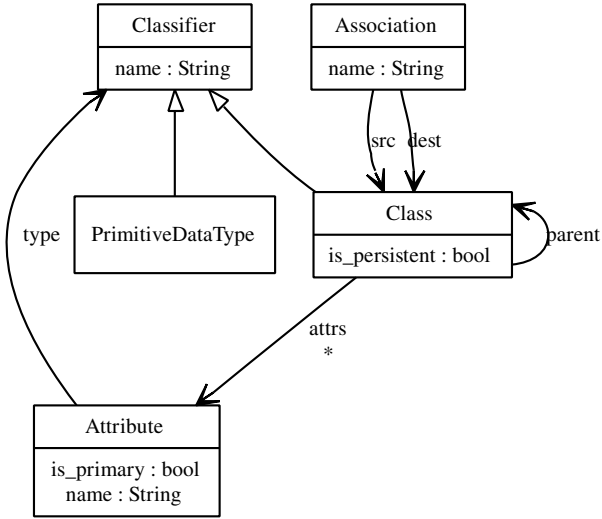 Classifier
name : String
Association
name : String
src
dest
type
PrimitiveDataType
Class
is_persistent : bool
parent
attrs
*
Attribute
is_primary : bool
name : String